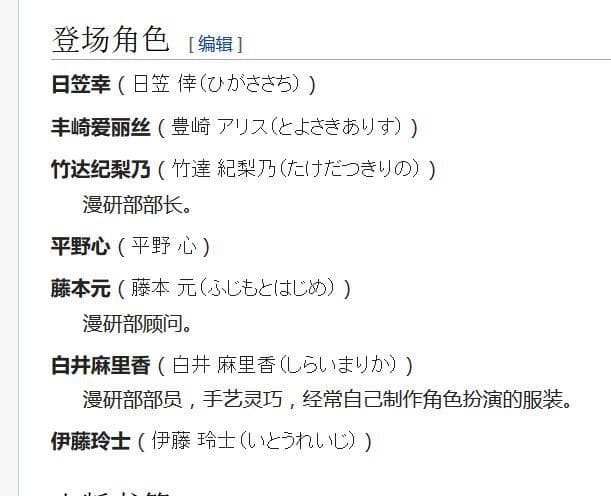 登场角色 [编辑]
日笠幸（日笠 倖（ひがささち））
丰崎爱丽丝（豊崎 アリス（とよさきありす））
竹达纪梨乃（竹達 紀梨乃（たけだつきりの））
漫研部部长。
平野心（平野 心）
藤本元（藤本 元（ふじもとはじめ））
漫研部顾问。
白井麻里香（白井 麻里香（しらいまりか））
漫研部部员，手艺灵巧，经常自己制作角色扮演的服装。
伊藤玲士（伊藤 玲士（いとうれいじ））